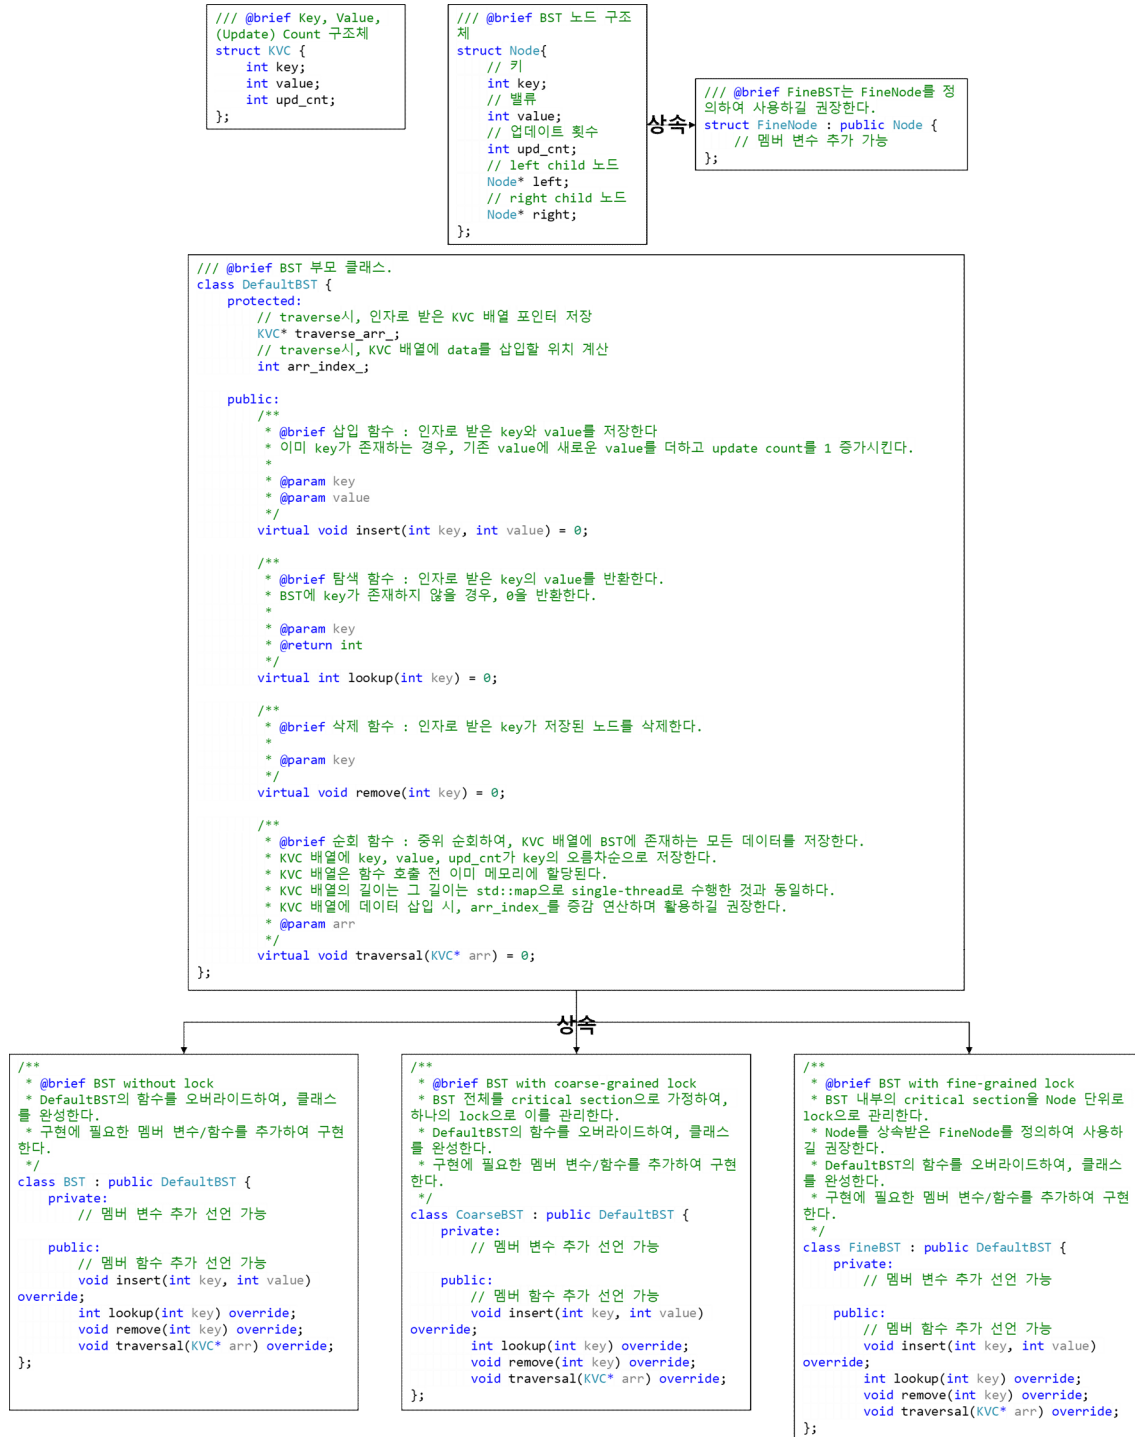 /// @brief Key, Value,
(Update) Count 구조체
struct KVC {
    int key;
    int value;
    int upd_cnt;
};
/// @brief BST 노드 구조
체
struct Node{
    // 키
    int key;
    // 밸류
    int value;
    // 업데이트 횟수
    int upd_cnt;
    // left child 노드
    Node* left;
    // right child 노드
    Node* right;
};
상속
/// @brief FineBST는 FineNode를 정
의하여 사용하길 권장한다.
struct FineNode : public Node {
    // 멤버 변수 추가 가능
};
/// @brief BST 부모 클래스.
class DefaultBST {
    protected:
        // traverse시, 인자로 받은 KVC 배열 포인터 저장
        KVC* traverse_arr_;
        // traverse시, KVC 배열에 data를 삽입할 위치 계산
        int arr_index_;
    public:
        /**
         * @brief 삽입 함수 : 인자로 받은 key와 value를 저장한다
         * 이미 key가 존재하는 경우, 기존 value에 새로운 value를 더하고 update count를 1 증가시킨다.
         *
         * @param key
         * @param value
         */
        virtual void insert(int key, int value) = 0;
        /**
         * @brief 탐색 함수 : 인자로 받은 key의 value를 반환한다.
         * BST에 key가 존재하지 않을 경우, 0을 반환한다.
         *
         * @param key
         * @return int
         */
        virtual int lookup(int key) = 0;
        /**
         * @brief 삭제 함수 : 인자로 받은 key가 저장된 노드를 삭제한다.
         *
         * @param key
         */
        virtual void remove(int key) = 0;
        /**
         * @brief 순회 함수 : 중위 순회하여, KVC 배열에 BST에 존재하는 모든 데이터를 저장한다.
         * KVC 배열에 key, value, upd_cnt가 key의 오름차순으로 저장한다.
         * KVC 배열은 함수 호출 전 이미 메모리에 할당된다.
         * KVC 배열의 길이는 그 길이는 std::map으로 single-thread로 수행한 것과 동일하다.
         * KVC 배열에 데이터 삽입 시, arr_index_를 증감 연산하며 활용하길 권장한다.
         * @param arr
         */
        virtual void traversal(KVC* arr) = 0;
};
상속
/**
 * @brief BST without lock
 * DefaultBST의 함수를 오버라이드하여, 클래스
를 완성한다.
 * 구현에 필요한 멤버 변수/함수를 추가하여 구현
한다.
 */
class BST : public DefaultBST {
    private:
        // 멤버 변수 추가 선언 가능
    public:
        // 멤버 함수 추가 선언 가능
        void insert(int key, int value)
override;
        int lookup(int key) override;
        void remove(int key) override;
        void traversal(KVC* arr) override;
};
/**
 * @brief BST with coarse-grained lock
 * BST 전체를 critical section으로 가정하여,
하나의 lock으로 이를 관리한다.
 * DefaultBST의 함수를 오버라이드하여, 클래스
를 완성한다.
 * 구현에 필요한 멤버 변수/함수를 추가하여 구현
한다.
 */
class CoarseBST : public DefaultBST {
    private:
        // 멤버 변수 추가 선언 가능
    public:
        // 멤버 함수 추가 선언 가능
        void insert(int key, int value)
override;
        int lookup(int key) override;
        void remove(int key) override;
        void traversal(KVC* arr) override;
};
/**
 * @brief BST with fine-grained lock
 * BST 내부의 critical section을 Node 단위로
lock으로 관리한다.
 * Node를 상속받은 FineNode를 정의하여 사용하
길 권장한다.
 * DefaultBST의 함수를 오버라이드하여, 클래스
를 완성한다.
 * 구현에 필요한 멤버 변수/함수를 추가하여 구현
한다.
 */
class FineBST : public DefaultBST {
    private:
        // 멤버 변수 추가 선언 가능
    public:
        // 멤버 함수 추가 선언 가능
        void insert(int key, int value)
override;
        int lookup(int key) override;
        void remove(int key) override;
        void traversal(KVC* arr) override;
};